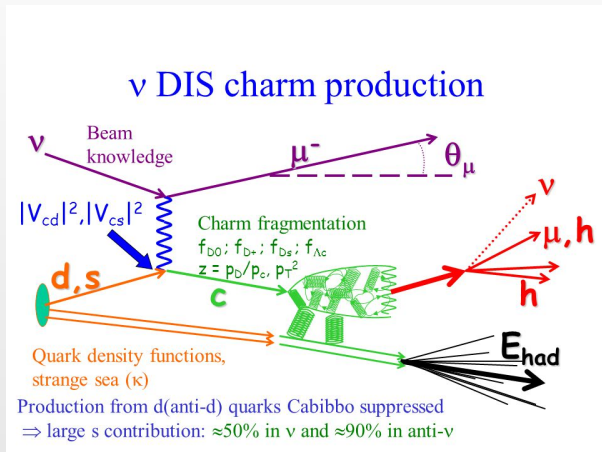 ν DIS charm production
ν
Beam
knowledge
μ⁻
θμ
|Vcd|²,|Vcs|²
Charm fragmentation
fD0; fD+; fDs; fΛc
z = pD/pc, pT²
d,s
c
ν
μ,h
h
Ehad
Quark density functions,
strange sea (κ)
Production from d(anti-d) quarks Cabibbo suppressed
⇒ large s contribution: ≈50% in ν and ≈90% in anti-ν